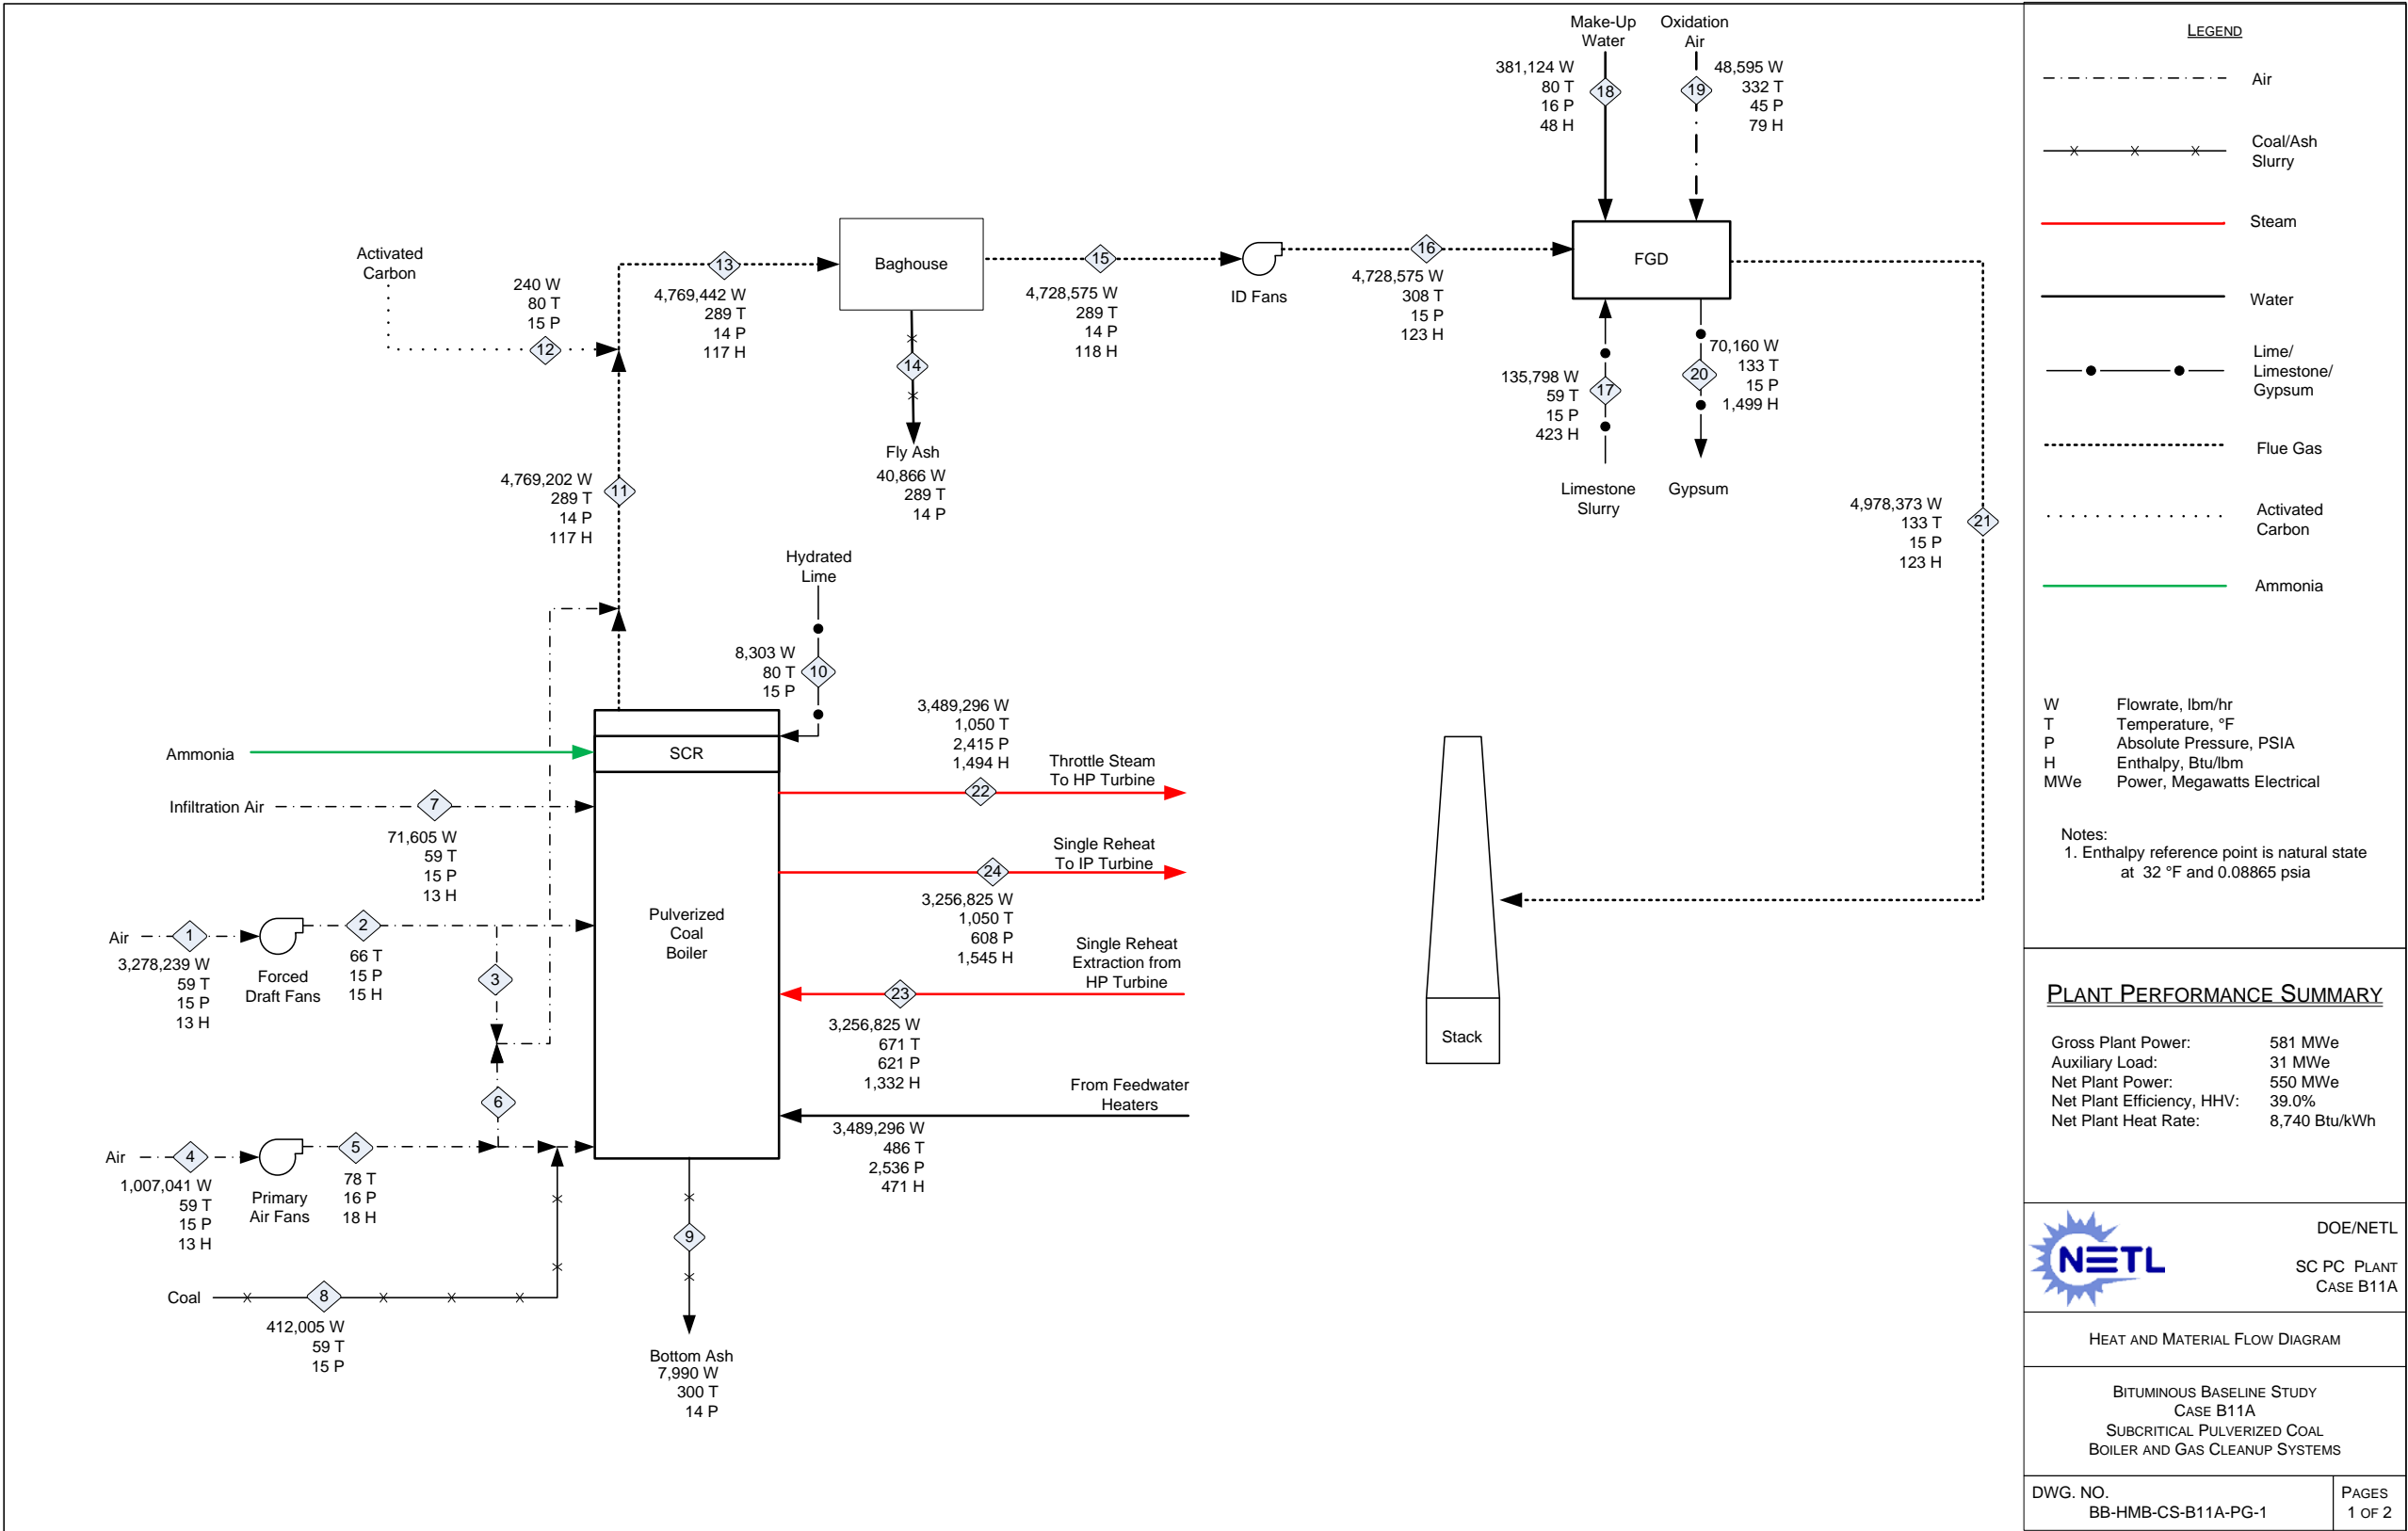 Make-Up
Water
381,124 W
80 T
16 P
48 H
18
Oxidation
Air
48,595 W
332 T
45 P
79 H
19
Activated
Carbon
240 W
80 T
15 P
12
13
4,769,442 W
289 T
14 P
117 H
Baghouse
15
4,728,575 W
289 T
14 P
118 H
ID Fans
16
4,728,575 W
308 T
15 P
123 H
FGD
14
Fly Ash
40,866 W
289 T
14 P
135,798 W
59 T
15 P
423 H
17
Limestone
Slurry
70,160 W
133 T
15 P
1,499 H
20
Gypsum
4,769,202 W
289 T
14 P
117 H
11
4,978,373 W
133 T
15 P
123 H
21
Hydrated
Lime
8,303 W
80 T
15 P
10
Ammonia
SCR
3,489,296 W
1,050 T
2,415 P
1,494 H
22
Throttle Steam
To HP Turbine
Infiltration Air
7
71,605 W
59 T
15 P
13 H
Single Reheat
To IP Turbine
24
3,256,825 W
1,050 T
608 P
1,545 H
Air
1
3,278,239 W
59 T
15 P
13 H
Forced
Draft Fans
2
66 T
15 P
15 H
3
Pulverized
Coal
Boiler
Single Reheat
Extraction from
HP Turbine
23
3,256,825 W
671 T
621 P
1,332 H
6
From Feedwater
Heaters
3,489,296 W
486 T
2,536 P
471 H
Air
4
1,007,041 W
59 T
15 P
13 H
Primary
Air Fans
5
78 T
16 P
18 H
Coal
8
412,005 W
59 T
15 P
9
Bottom Ash
7,990 W
300 T
14 P
Stack
LEGEND
Air
Coal/Ash
Slurry
Steam
Water
Lime/
Limestone/
Gypsum
Flue Gas
Activated
Carbon
Ammonia
W Flowrate, lbm/hr
T Temperature, °F
P Absolute Pressure, PSIA
H Enthalpy, Btu/lbm
MWe Power, Megawatts Electrical
Notes:
1. Enthalpy reference point is natural state
at 32 °F and 0.08865 psia
PLANT PERFORMANCE SUMMARY
Gross Plant Power: 581 MWe
Auxiliary Load: 31 MWe
Net Plant Power: 550 MWe
Net Plant Efficiency, HHV: 39.0%
Net Plant Heat Rate: 8,740 Btu/kWh
NETL
DOE/NETL
SC PC PLANT
CASE B11A
HEAT AND MATERIAL FLOW DIAGRAM
BITUMINOUS BASELINE STUDY
CASE B11A
SUBCRITICAL PULVERIZED COAL
BOILER AND GAS CLEANUP SYSTEMS
DWG. NO.
BB-HMB-CS-B11A-PG-1
PAGES
1 OF 2